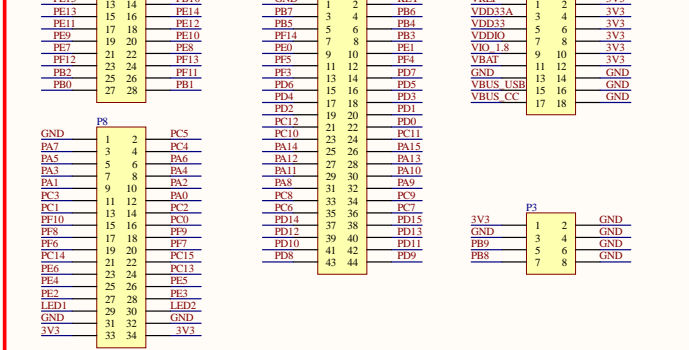 13 14
PE13 15 16 PE14
PE11 17 18 PE12
PE9 19 20 PE10
PE7 21 22 PE8
PF12 23 24 PF13
PB2 25 26 PF11
PB0 27 28 PB1
P8
GND 1 2 PC5
PA7 3 4 PC4
PA5 5 6 PA6
PA3 7 8 PA4
PA1 9 10 PA2
PC3 11 12 PA0
PC1 13 14 PC2
PF10 15 16 PC0
PF8 17 18 PF9
PF6 19 20 PF7
PC14 21 22 PC15
PE6 23 24 PC13
PE4 25 26 PE5
PE2 27 28 PE3
LED1 29 30 LED2
GND 31 32 GND
3V3 33 34 3V3
1 2
PB7 3 4 PB6
PB5 5 6 PB4
PF14 7 8 PB3
PE0 9 10 PE1
PF5 11 12 PF4
PF3 13 14 PD7
PD6 15 16 PD5
PD4 17 18 PD3
PD2 19 20 PD1
PC12 21 22 PD0
PC10 23 24 PC11
PA14 25 26 PA15
PA12 27 28 PA13
PA11 29 30 PA10
PA8 31 32 PA9
PC8 33 34 PC9
PC6 35 36 PC7
PD14 37 38 PD15
PD12 39 40 PD13
PD10 41 42 PD11
PD8 43 44 PD9
1 2 3V3
VDD33A 3 4 3V3
VDD33 5 6 3V3
VDDIO 7 8 3V3
VIO_1.8 9 10 3V3
VBAT 11 12 3V3
GND 13 14 GND
VBUS_USB 15 16 GND
VBUS_CC 17 18 GND
P3
3V3 1 2 GND
GND 3 4 GND
PB9 5 6 GND
PB8 7 8 GND